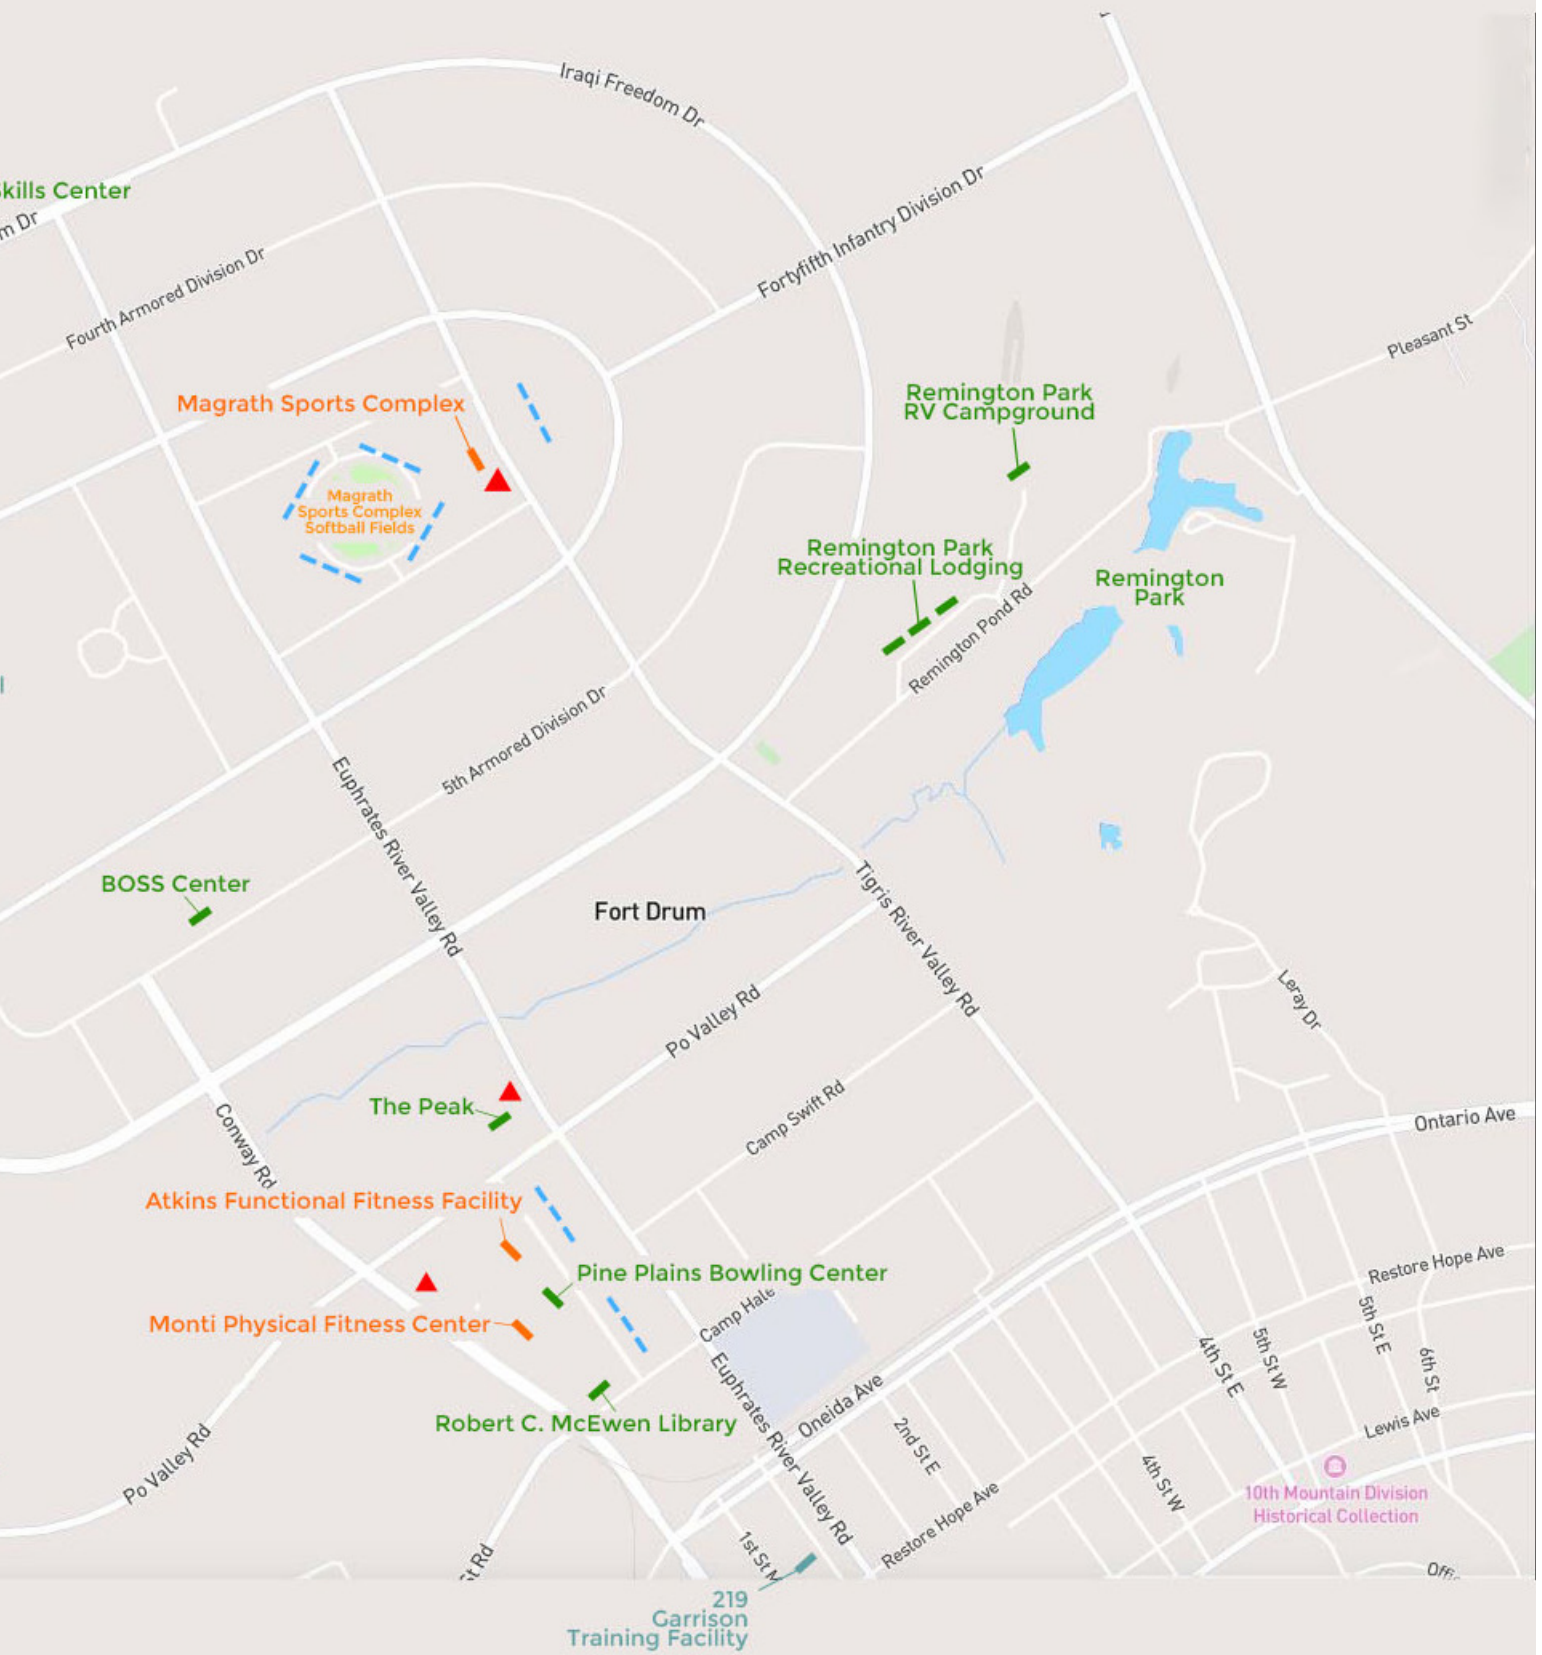 Iraqi Freedom Dr
Skills Center
m Dr
Fortyfifth Infantry Division Dr
Fourth Armored Division Dr
Pleasant St
Magrath Sports Complex
Remington Park
RV Campground
Magrath
Sports Complex
Softball Fields
Remington Park
Recreational Lodging
Remington
Park
Remington Pond Rd
l
5th Armored Division Dr
Euphrates River Valley Rd
BOSS Center
Fort Drum
Tigris River Valley Rd
Po Valley Rd
Leray Dr
The Peak
Camp Swift Rd
Conway Rd
Ontario Ave
Atkins Functional Fitness Facility
Pine Plains Bowling Center
Restore Hope Ave
Camp Hale
Monti Physical Fitness Center
5th St E
4th St E
5th St W
6th St
Robert C. McEwen Library
Euphrates River Valley Rd
Oneida Ave
2nd St E
Lewis Ave
Po Valley Rd
4th St W
10th Mountain Division
Historical Collection
Restore Hope Ave
St Rd
1st St
219
Garrison
Training Facility